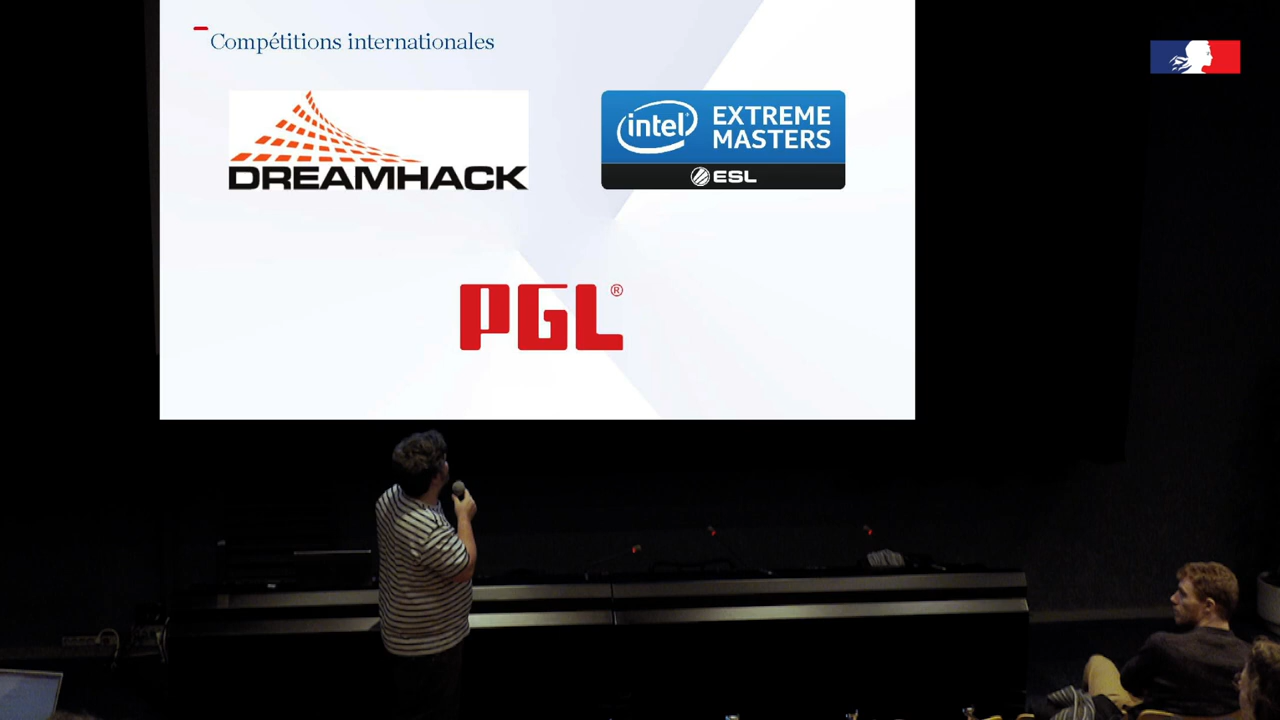 Compétitions internationales
DREAMHACK
intel
EXTREME
MASTERS
ESL
PGL®